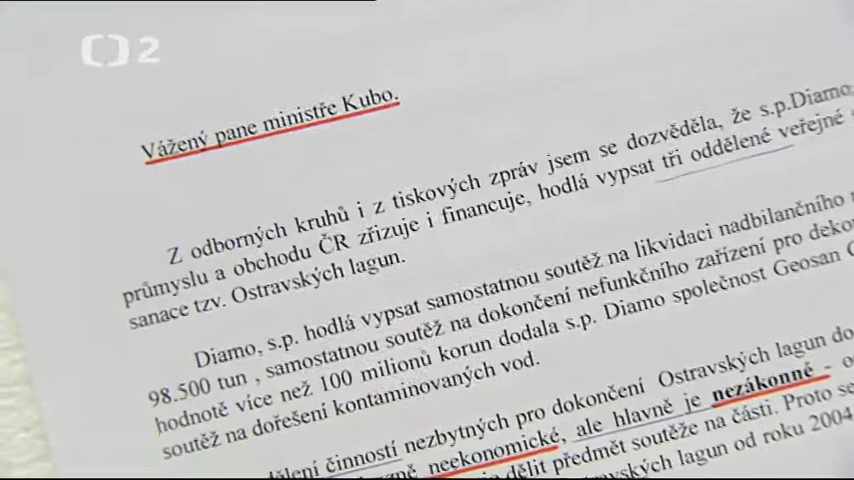 2
Vážený pane ministře Kubo.
Z odborných kruhů i z tiskových zpráv jsem se dozvěděla, že s.p.Diamo,
průmyslu a obchodu ČR zřizuje i financuje, hodlá vypsat tři oddělené veřejné
sanace tzv. Ostravských lagun.
Diamo, s.p. hodlá vypsat samostatnou soutěž na likvidaci nadbilančního
98.500 tun , samostatnou soutěž na dokončení nefunkčního zařízení pro
hodnotě více než 100 milionů korun dodala s.p. Diamo společnost Geosan
soutěž na dořešení kontaminovaných vod.
činností nezbytných pro dokončení Ostravských lagun
neekonomické, ale hlavně je nezákonné -
dělit předmět soutěže na části. Proto
lagun od roku 2004